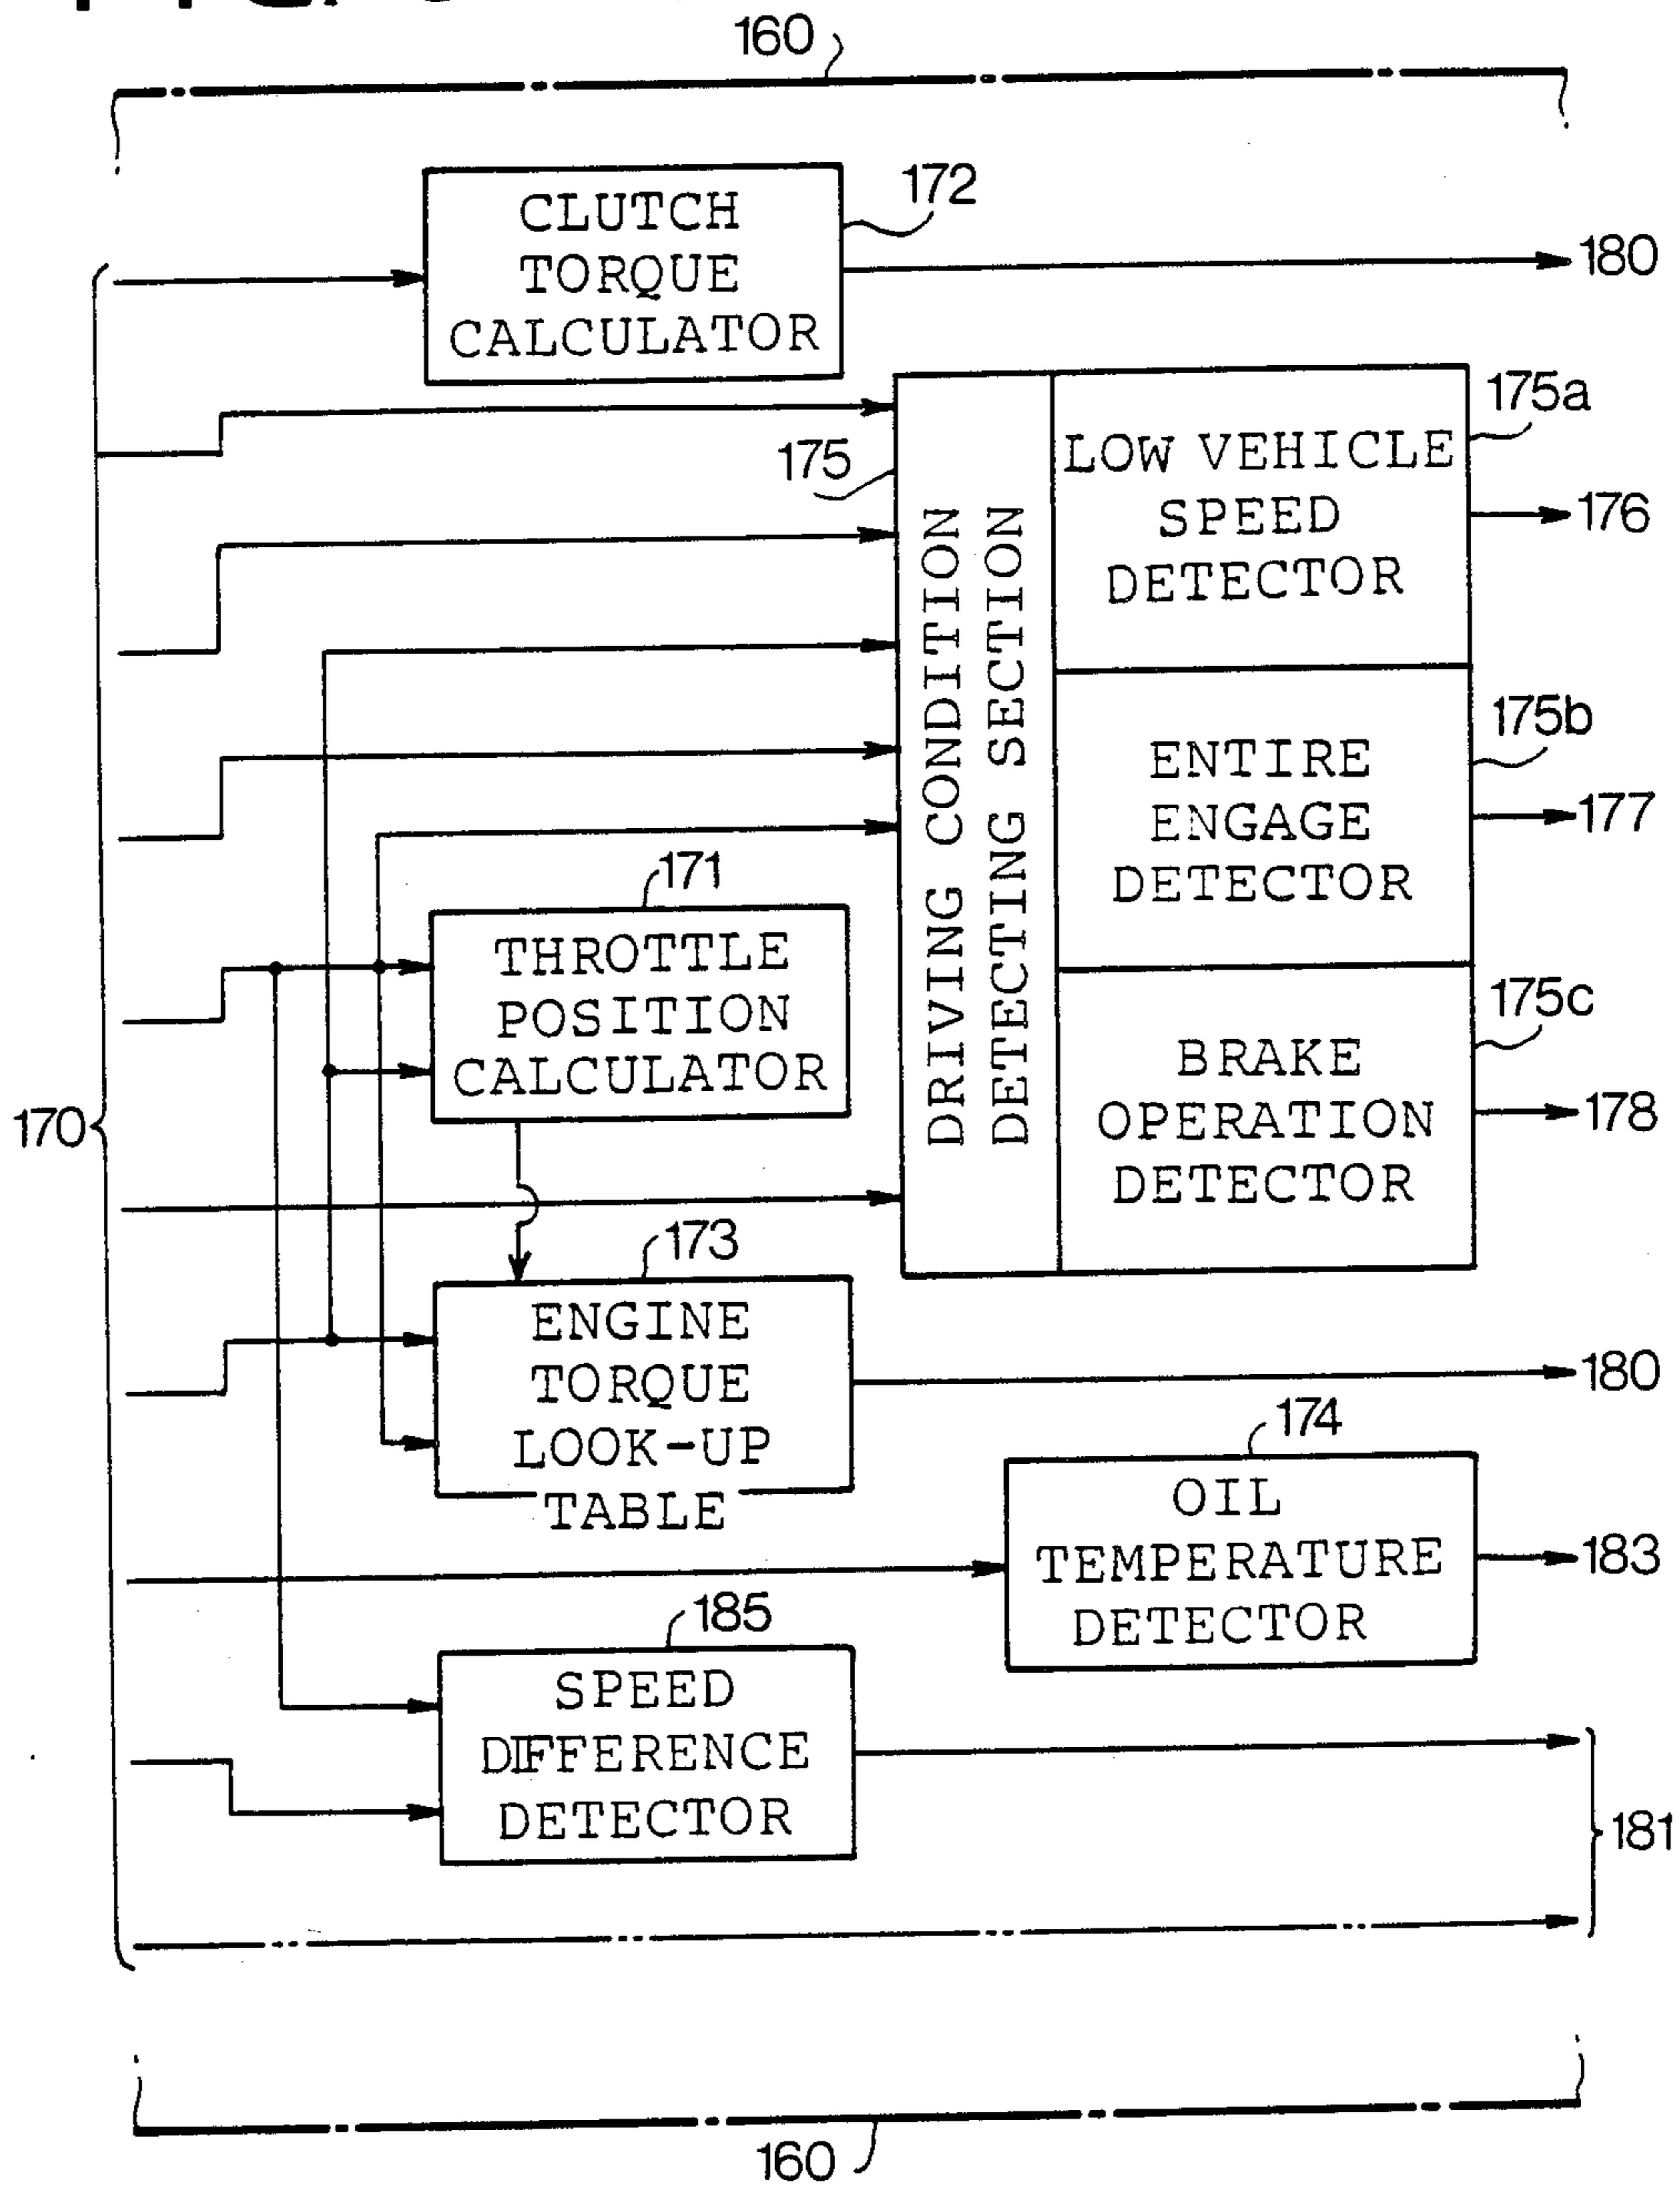 160
CLUTCH
TORQUE
CALCULATOR
172
180
175
DRIVING CONDITION
DETECTING SECTION
LOW VEHICLE
SPEED
DETECTOR
175a
176
ENTIRE
ENGAGE
DETECTOR
175b
177
BRAKE
OPERATION
DETECTOR
175c
178
171
THROTTLE
POSITION
CALCULATOR
170
173
ENGINE
TORQUE
LOOK-UP
TABLE
180
174
OIL
TEMPERATURE
DETECTOR
183
185
SPEED
DIFFERENCE
DETECTOR
181
160